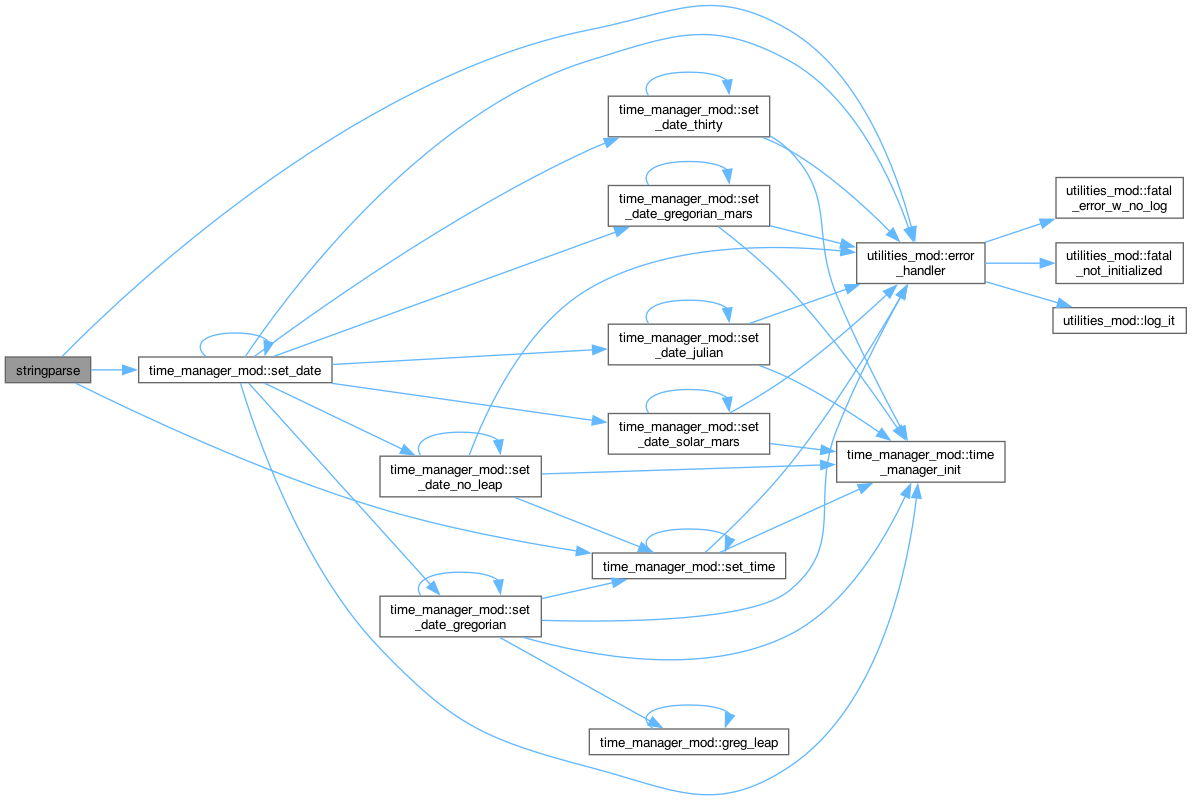 stringparse
time_manager_mod::set_date
time_manager_mod::set
_date_no_leap
time_manager_mod::set
_date_gregorian
time_manager_mod::set
_date_thirty
time_manager_mod::set
_date_gregorian_mars
time_manager_mod::set
_date_julian
time_manager_mod::set
_date_solar_mars
time_manager_mod::set_time
time_manager_mod::greg_leap
utilities_mod::error
_handler
time_manager_mod::time
_manager_init
utilities_mod::fatal
_error_w_no_log
utilities_mod::fatal
_not_initialized
utilities_mod::log_it